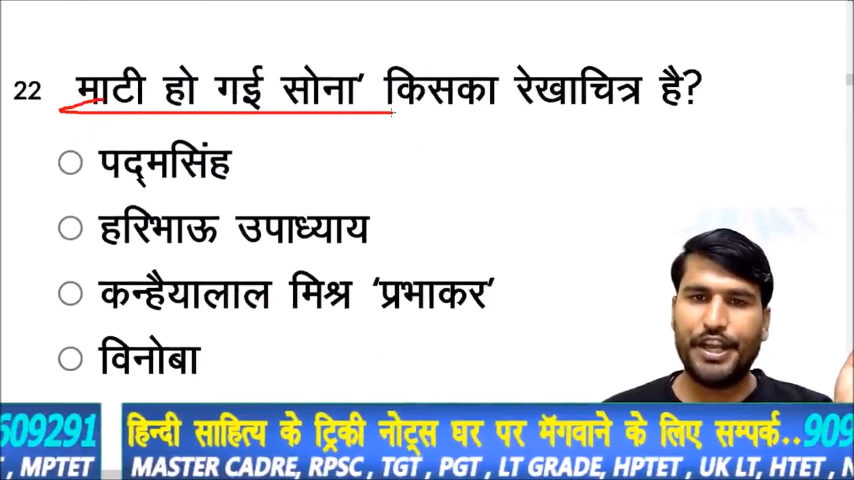 22 माटी हो गई सोना’ किसका रेखाचित्र है?
पद्मसिंह
हरिभाऊ उपाध्याय
कन्हैयालाल मिश्र ‘प्रभाकर’
विनोबा
609291 हिन्दी साहित्य के ट्रिकी नोट्स घर पर मॅगवाने के लिए सम्पर्क..909
, MPTET MASTER CADRE, RPSC, TGT , PGT , LT GRADE, HPTET , UK LT, HTET , N